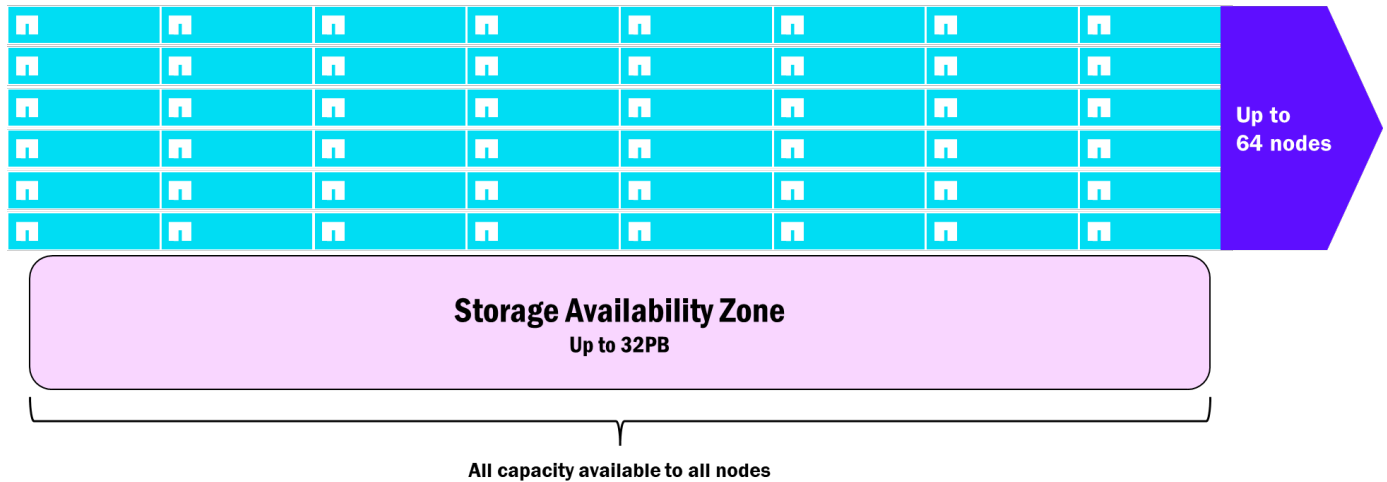 Up to
64 nodes
Storage Availability Zone
Up to 32PB
All capacity available to all nodes